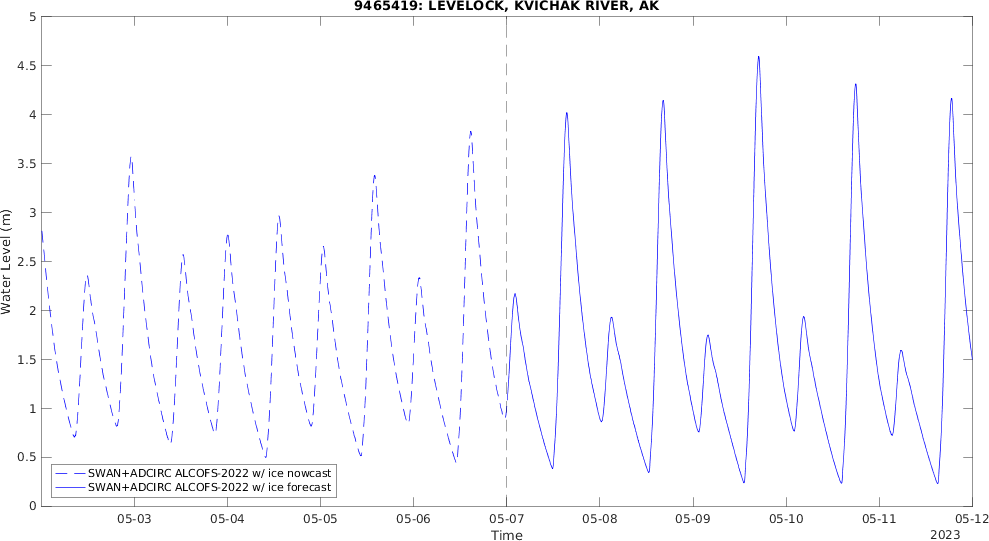 9465419: LEVELOCK, KVICHAK RIVER, AK
5
4.5
4
3.5
3
2.5
2
1.5
1
0.5
0
Water Level (m)
SWAN+ADCIRC ALCOFS-2022 w/ ice nowcast
SWAN+ADCIRC ALCOFS-2022 w/ ice forecast
05-03 05-04 05-05 05-06 05-07 05-08 05-09 05-10 05-11 05-12
Time
2023